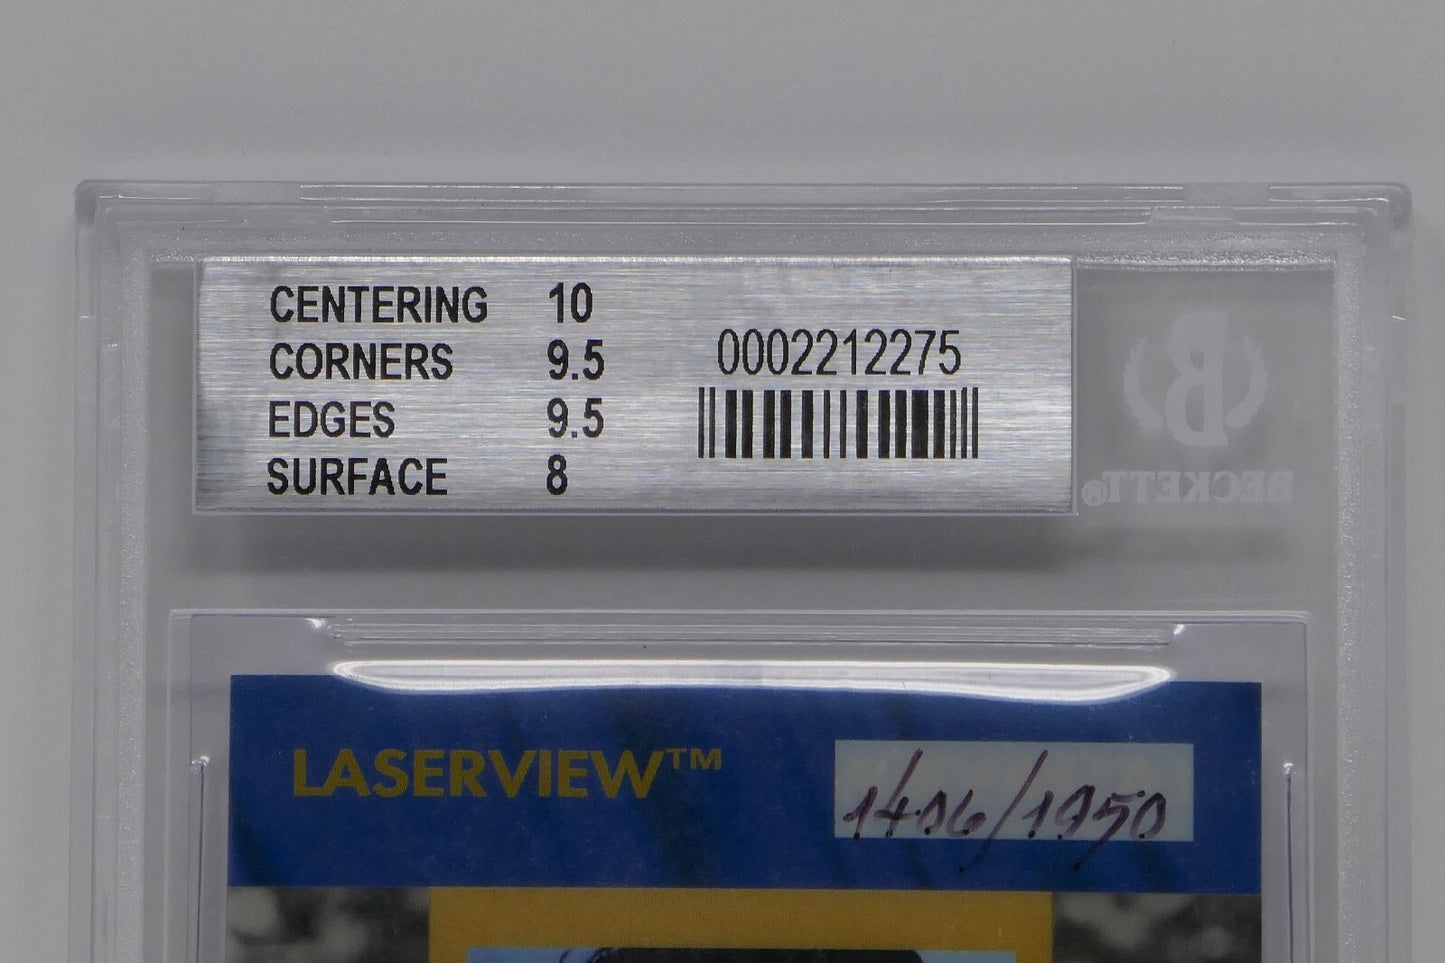 CENTERING 10
CORNERS 9.5
EDGES 9.5
SURFACE 8
0002212275
BECKETT®
LASERVIEW™
1406/1950